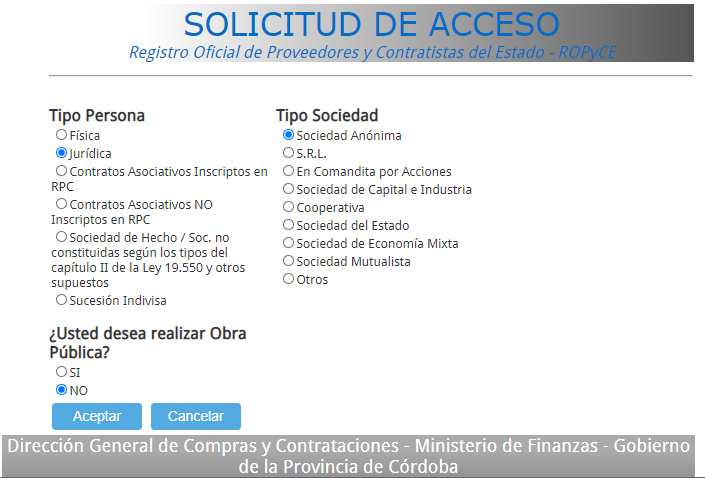 SOLICITUD DE ACCESO
Registro Oficial de Proveedores y Contratistas del Estado - ROPyCE
Tipo Persona
Física
Jurídica
Contratos Asociativos Inscriptos en
RPC
Contratos Asociativos NO
Inscriptos en RPC
Sociedad de Hecho / Soc. no
constituidas según los tipos del
capítulo II de la Ley 19.550 y otros
supuestos
Sucesión Indivisa
Tipo Sociedad
Sociedad Anónima
S.R.L.
En Comandita por Acciones
Sociedad de Capital e Industria
Cooperativa
Sociedad del Estado
Sociedad de Economía Mixta
Sociedad Mutualista
Otros
¿Usted desea realizar Obra
Pública?
SI
NO
Aceptar
Cancelar
Dirección General de Compras y Contrataciones - Ministerio de Finanzas - Gobierno
de la Provincia de Córdoba